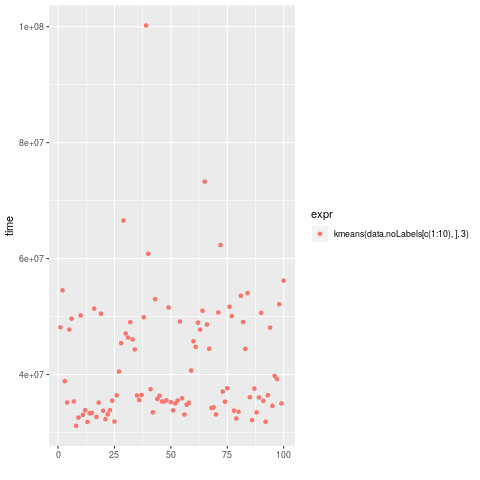 1e+08
8e+07
6e+07
4e+07
time
0
25
50
75
100
expr
kmeans(data.noLabels[c(1:10), ], 3)